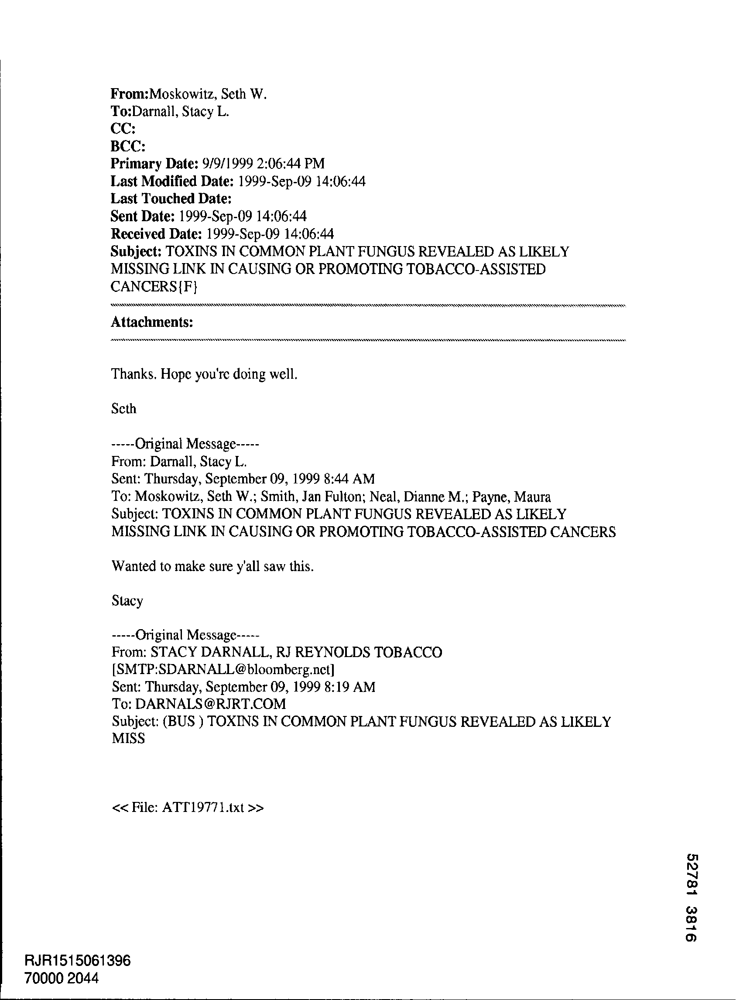 From:Moskowitz, Seth W.
To:Darnall, Stacy L.
CC:
BCC:
Primary Date: 9/9/1999 2:06:44 PM
Last Modified Date: 1999-Sep-09 14:06:44
Last Touched Date:
Sent Date: 1999-Sep-09 14:06:44
Received Date: 1999-Sep-09 14:06:44
Subject: TOXINS IN COMMON PLANT FUNGUS REVEALED AS LIKELY
MISSING LINK IN CAUSING OR PROMOTING TOBACCO-ASSISTED
CANCERS{F}
Attachments:
Thanks. Hope you're doing well.
Seth
-----Original Message-----
From: Darnall, Stacy L.
Sent: Thursday, September 09, 1999 8:44 AM
To: Moskowitz, Seth W.; Smith, Jan Fulton; Neal, Dianne M.; Payne, Maura
Subject: TOXINS IN COMMON PLANT FUNGUS REVEALED AS LIKELY
MISSING LINK IN CAUSING OR PROMOTING TOBACCO-ASSISTED CANCERS
Wanted to make sure y'all saw this.
Stacy
-----Original Message-----
From: STACY DARNALL, RJ REYNOLDS TOBACCO
[SMTP:SDARNALL@bloomberg.net]
Sent: Thursday, September 09, 1999 8:19 AM
To: DARNALS@RJRT.COM
Subject: (BUS ) TOXINS IN COMMON PLANT FUNGUS REVEALED AS LIKELY
MISS
<< File: ATT19771.txt >>
52781 3816
RJR1515061396
70000 2044